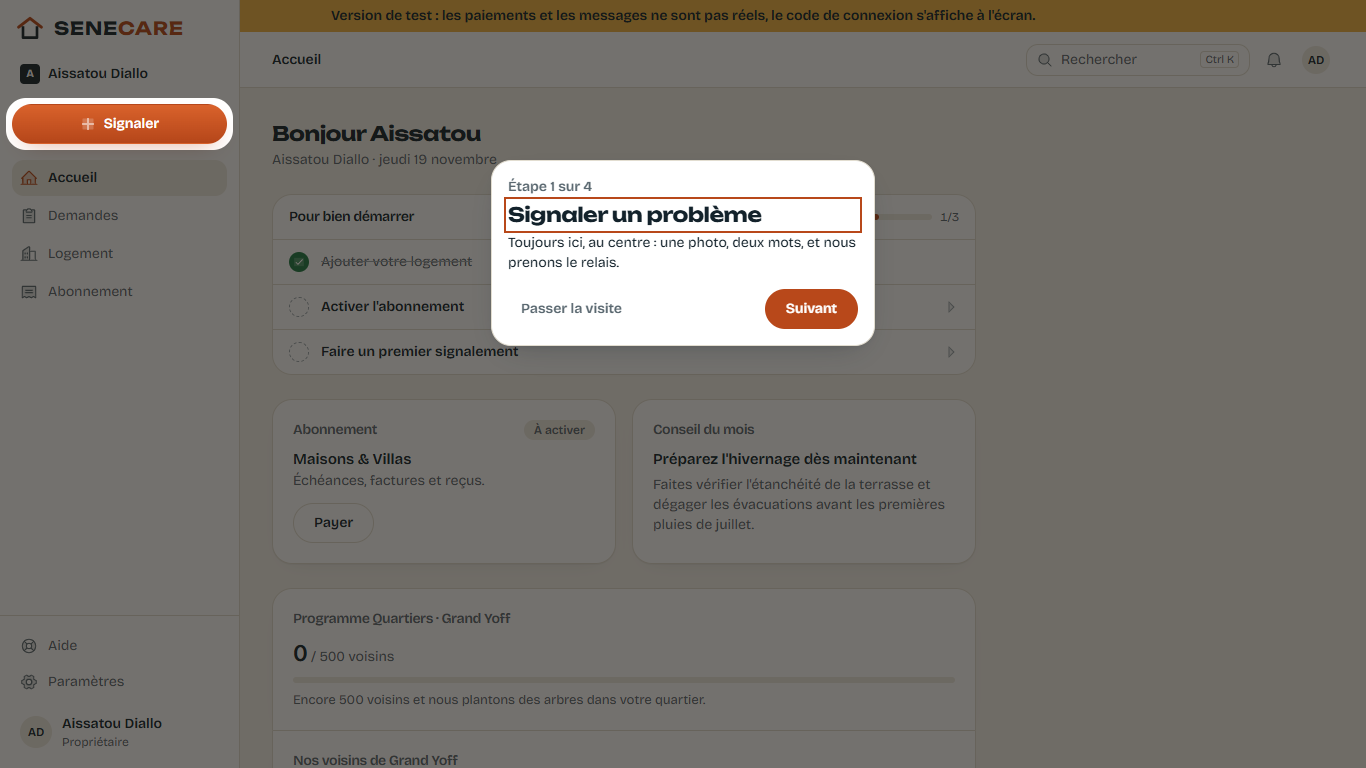 SENECARE
A Aissatou Diallo
Signaler
Accueil
Demandes
Logement
Abonnement
Aide
Paramètres
AD Aissatou Diallo
Propriétaire
Version de test : les paiements et les messages ne sont pas réels, le code de connexion s'affiche à l'écran.
Accueil
Rechercher Ctrl K
AD
Bonjour Aissatou
Aissatou Diallo · jeudi 19 novembre
Étape 1 sur 4
Signaler un problème
Toujours ici, au centre : une photo, deux mots, et nous
prenons le relais.
Passer la visite Suivant
Pour bien démarrer 1/3
Ajouter votre logement
Activer l'abonnement
Faire un premier signalement
Abonnement À activer
Maisons & Villas
Échéances, factures et reçus.
Payer
Conseil du mois
Préparez l'hivernage dès maintenant
Faites vérifier l'étanchéité de la terrasse et
dégager les évacuations avant les premières
pluies de juillet.
Programme Quartiers · Grand Yoff
0 / 500 voisins
Encore 500 voisins et nous plantons des arbres dans votre quartier.
Nos voisins de Grand Yoff